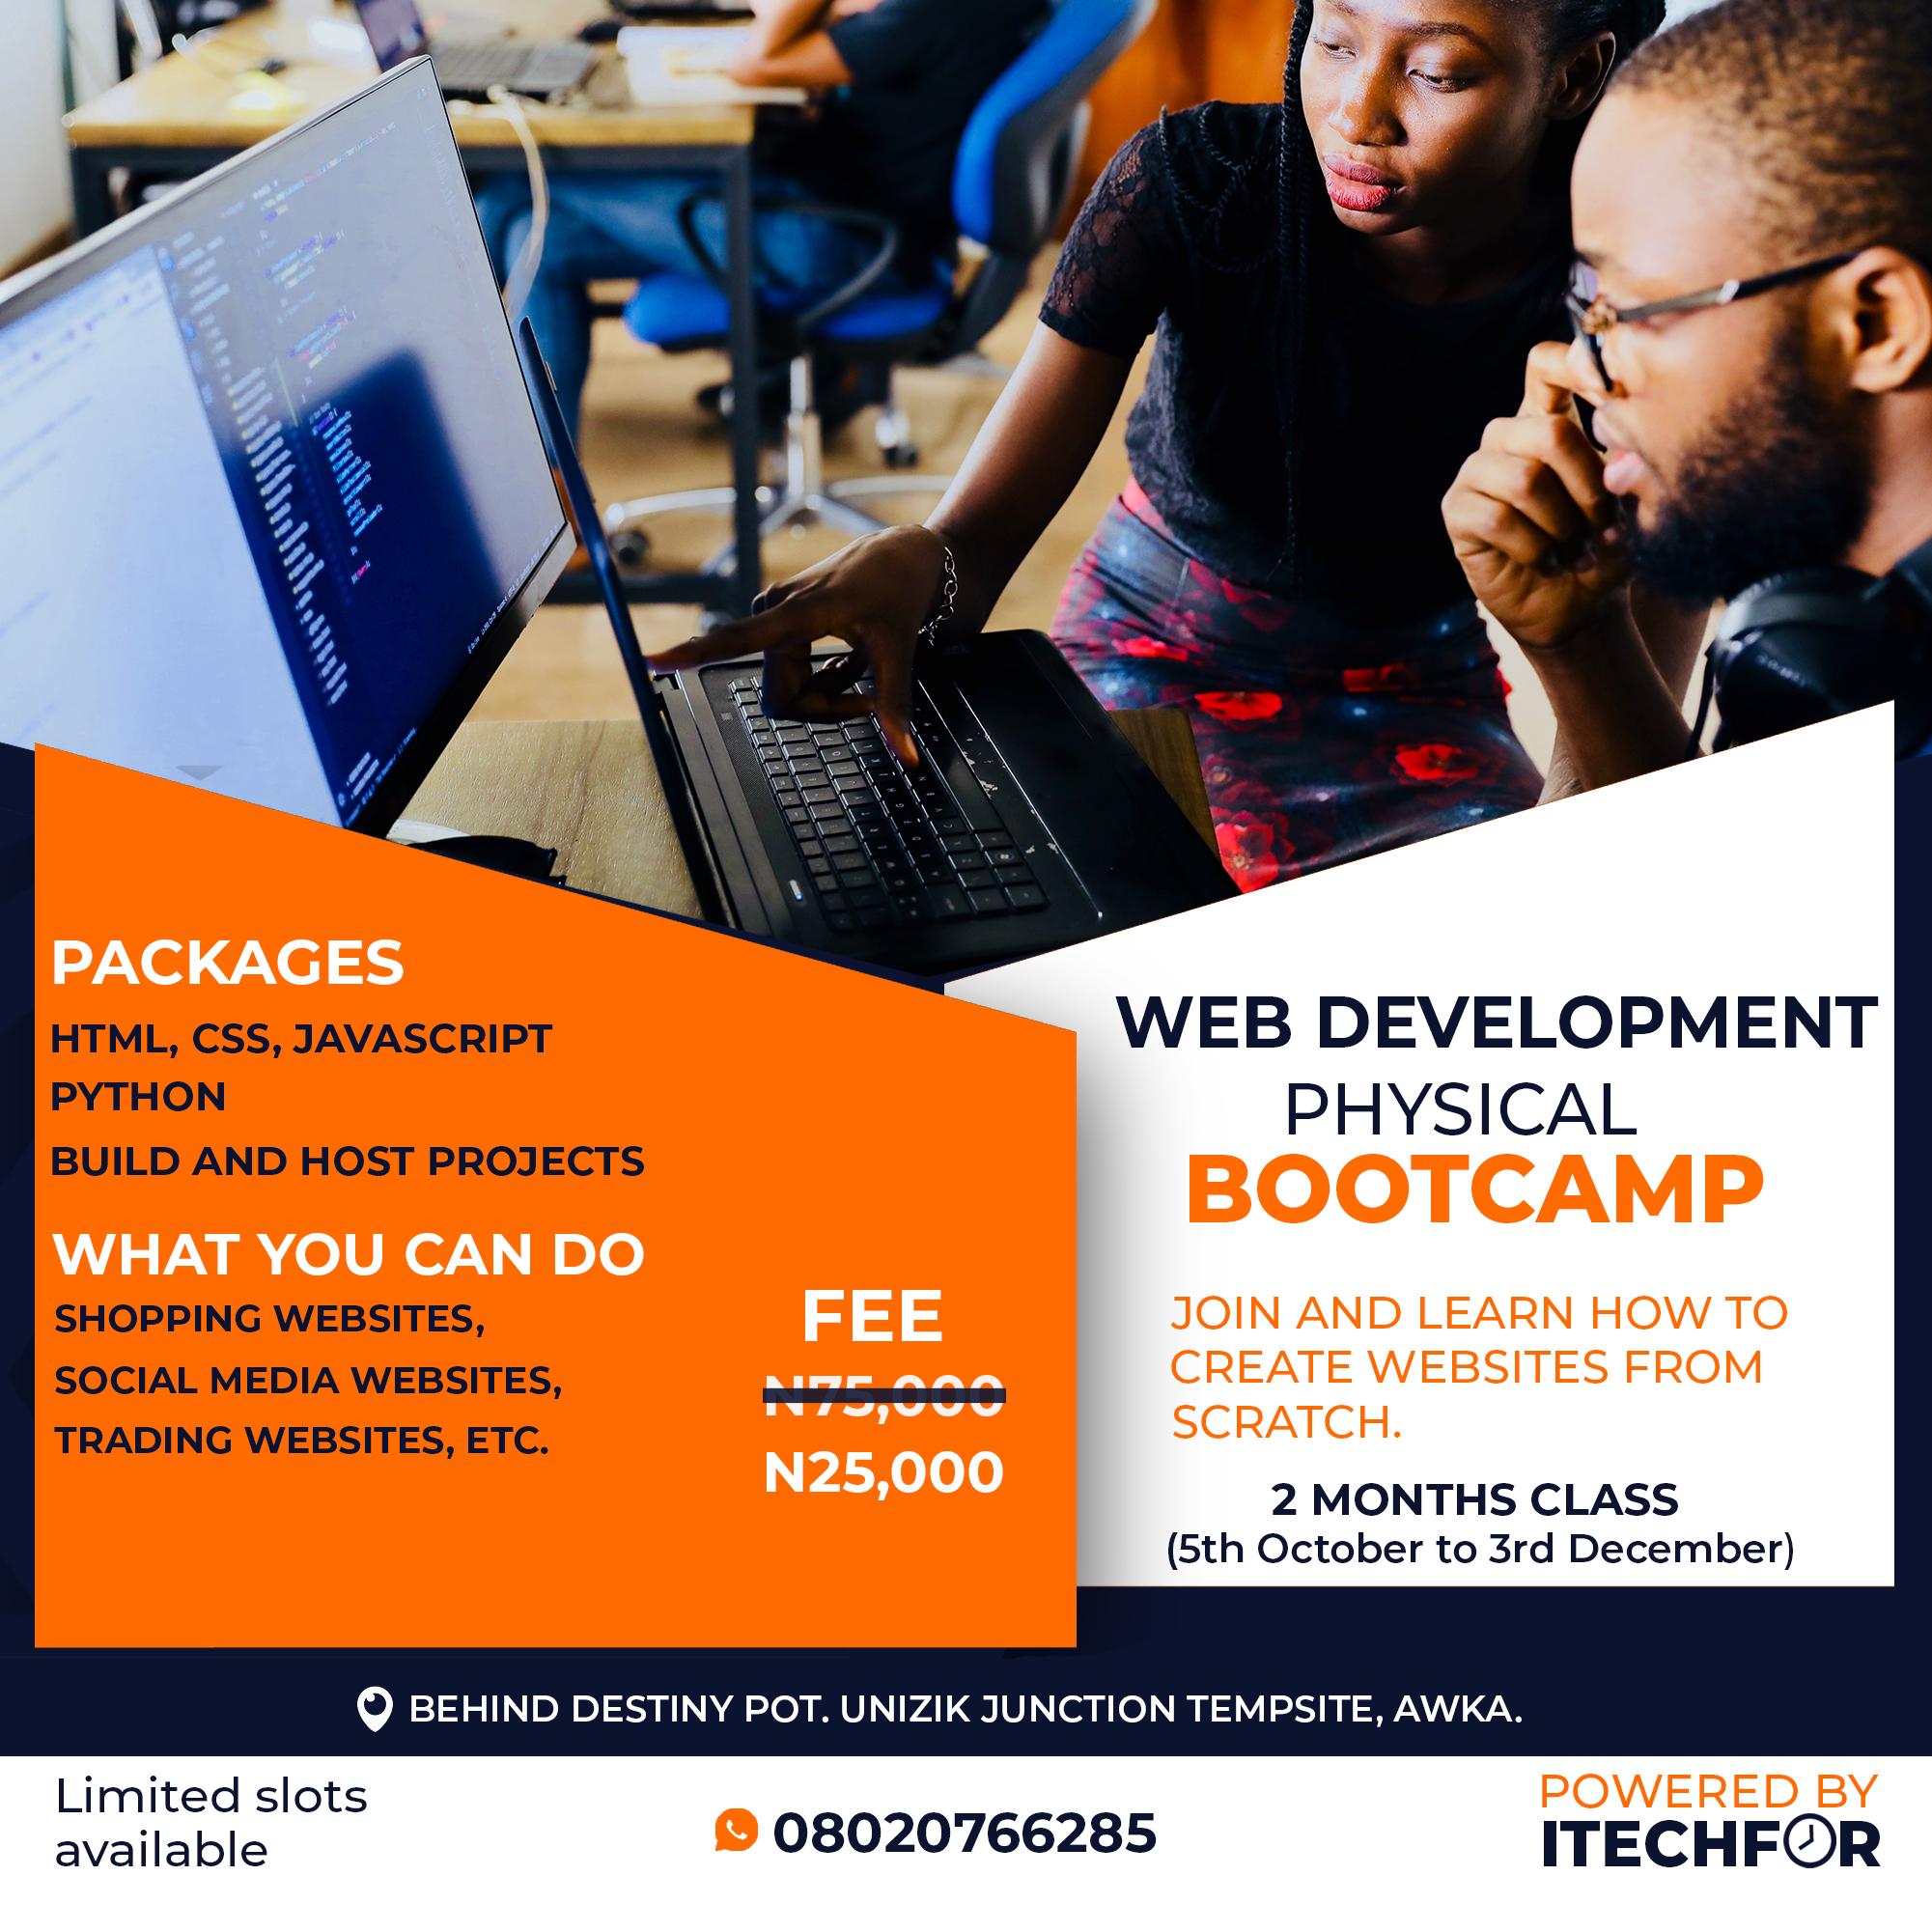 PACKAGES
HTML, CSS, JAVASCRIPT
PYTHON
BUILD AND HOST PROJECTS
WHAT YOU CAN DO
SHOPPING WEBSITES,
SOCIAL MEDIA WEBSITES,
TRADING WEBSITES, ETC.
FEE
N75,000
N25,000
WEB DEVELOPMENT
PHYSICAL
BOOTCAMP
JOIN AND LEARN HOW TO
CREATE WEBSITES FROM
SCRATCH.
2 MONTHS CLASS
(5th October to 3rd December)
BEHIND DESTINY POT. UNIZIK JUNCTION TEMPSITE, AWKA.
Limited slots
available
08020766285
POWERED BY
ITECHFOR